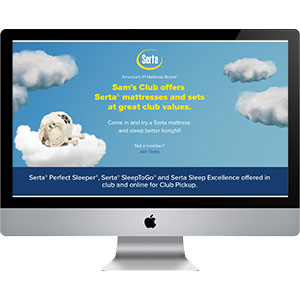 Serta
America's #1 Mattress Brand
Sam's Club offers
Serta® mattresses and sets
at great club values.
Come in and try a Serta mattress
and sleep better tonight!
Not a member?
Join Today
Serta® Perfect Sleeper®, Serta® SleepToGo® and Serta Sleep Excellence offered in
club and online for Club Pickup.